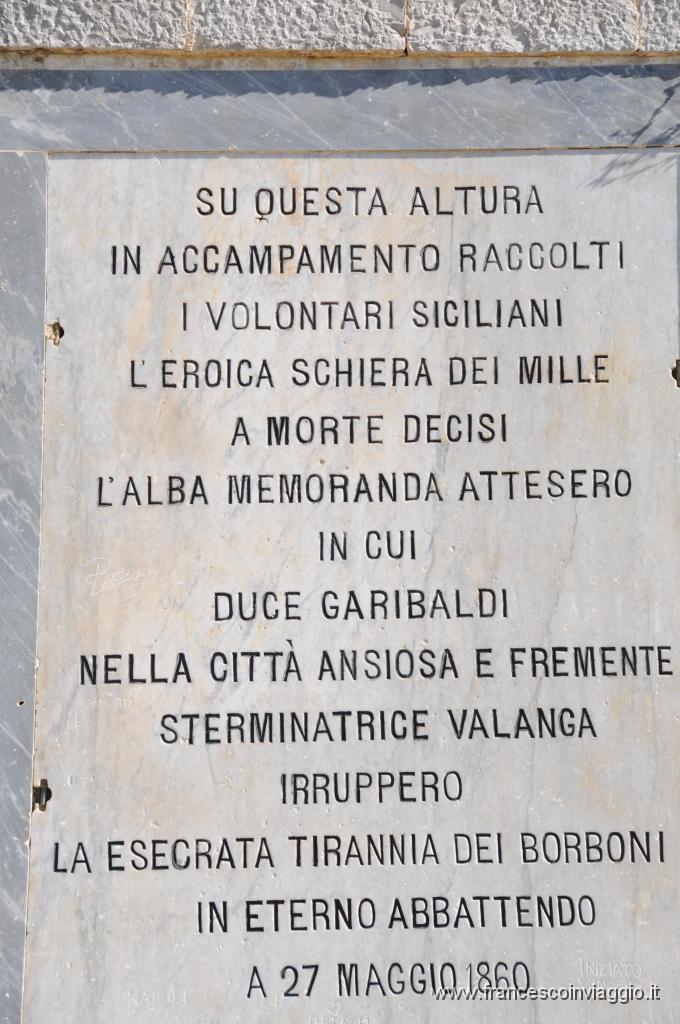 SU QUESTA ALTURA
IN ACCAMPAMENTO RACCOLTI
I VOLONTARI SICILIANI
L'EROICA SCHIERA DEI MILLE
A MORTE DECISI
L'ALBA MEMORANDA ATTESERO
IN CUI
DUCE GARIBALDI
NELLA CITTÀ ANSIOSA E FREMENTE
STERMINATRICE VALANGA
IRRUPPERO
LA ESECRATA TIRANNIA DEI BORBONI
IN ETERNO ABBATTENDO
A 27 MAGGIO 1860
INIZIATO
www.francescoinviaggio.it
NAPOLI